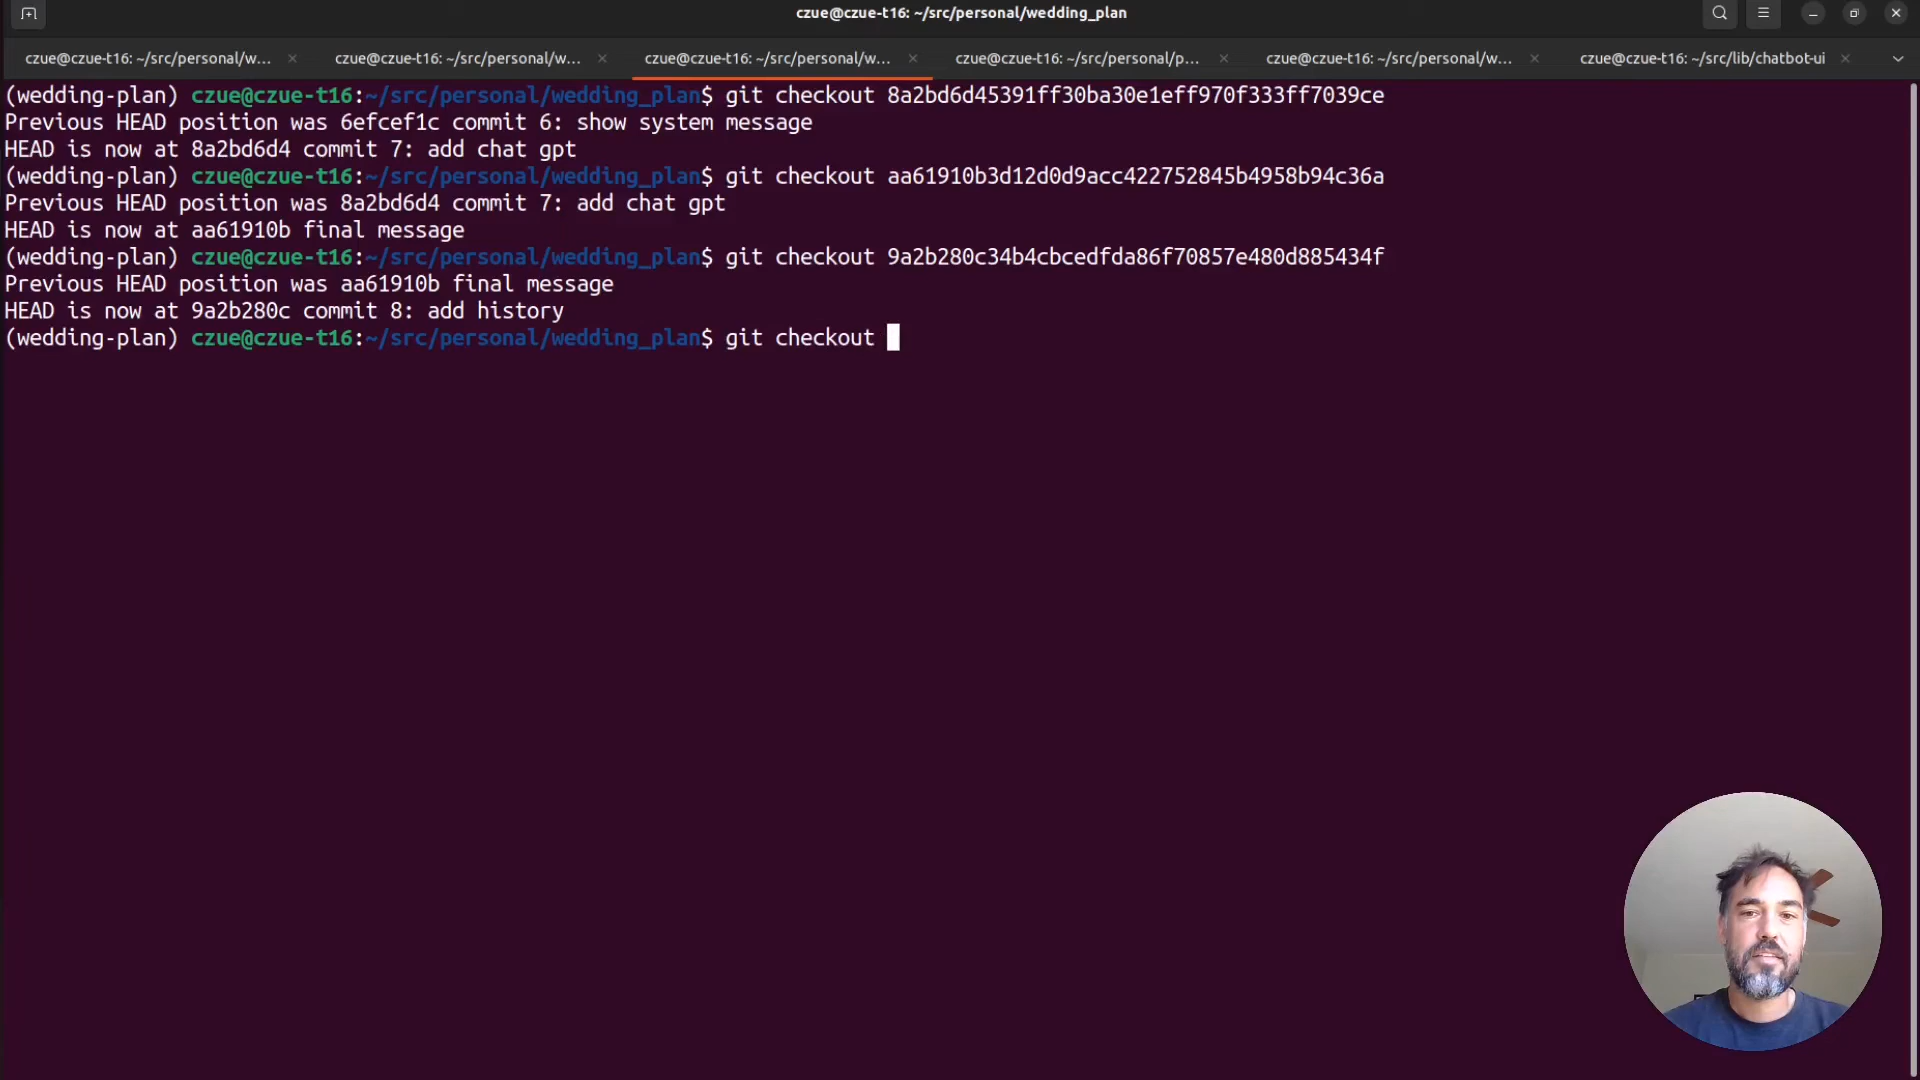 czue@czue-t16: ~/src/personal/wedding_plan
czue@czue-t16: ~/src/personal/w... czue@czue-t16: ~/src/personal/w... czue@czue-t16: ~/src/personal/w... czue@czue-t16: ~/src/personal/p... czue@czue-t16: ~/src/personal/w... czue@czue-t16: ~/src/lib/chatbot-ui
(wedding-plan) czue@czue-t16:~/src/personal/wedding_plan$ git checkout 8a2bd6d45391ff30ba30e1eff970f333ff7039ce
Previous HEAD position was 6efcef1c commit 6: show system message
HEAD is now at 8a2bd6d4 commit 7: add chat gpt
(wedding-plan) czue@czue-t16:~/src/personal/wedding_plan$ git checkout aa61910b3d12d0d9acc422752845b4958b94c36a
Previous HEAD position was 8a2bd6d4 commit 7: add chat gpt
HEAD is now at aa61910b final message
(wedding-plan) czue@czue-t16:~/src/personal/wedding_plan$ git checkout 9a2b280c34b4cbcedfda86f70857e480d885434f
Previous HEAD position was aa61910b final message
HEAD is now at 9a2b280c commit 8: add history
(wedding-plan) czue@czue-t16:~/src/personal/wedding_plan$ git checkout